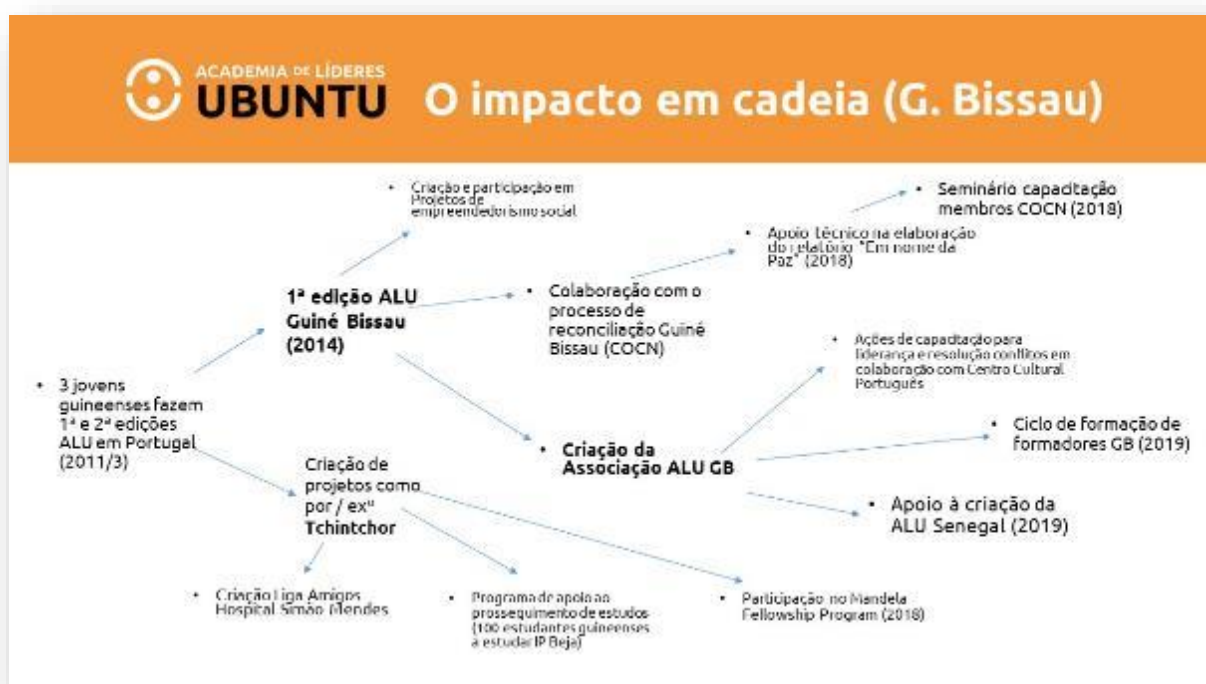 ACADEMIA DE LÍDERES
UBUNTU
O impacto em cadeia (G. Bissau)
• Criação e participação em
Projetos de
empreendedorismo social
• Seminário capacitação
membros COCN (2018)
• Apoio técnico na elaboração
do relatório "Em nome da
Paz" (2018)
1ª edição ALU
Guiné Bissau
(2014)
• Colaboração com o
processo de
reconciliação Guiné
Bissau (COCN)
• Ações de capacitação para
liderança e resolução conflitos em
colaboração com Centro Cultural
Português
• 3 jovens
guineenses fazem
1ª e 2ª edições
ALU em Portugal
(2011/3)
• Criação da
Associação ALU GB
• Ciclo de formação de
formadores GB (2019)
• Apoio à criação da
ALU Senegal (2019)
Criação de
projetos como
por / exº
Tchintchor
• Criação Liga Amigos
Hospital Simão Mendes
• Programa de apoio ao
prosseguimento de estudos
(100 estudantes guineenses
a estudar IP Beja)
• Participação no Mandela
Fellowship Program (2018)